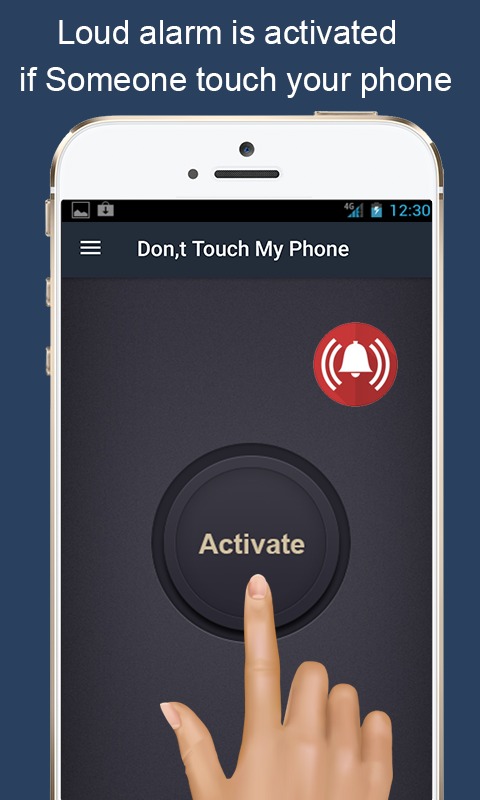 Loud alarm is activated
if Someone touch your phone
4G 12:30
Don,t Touch My Phone
Activate